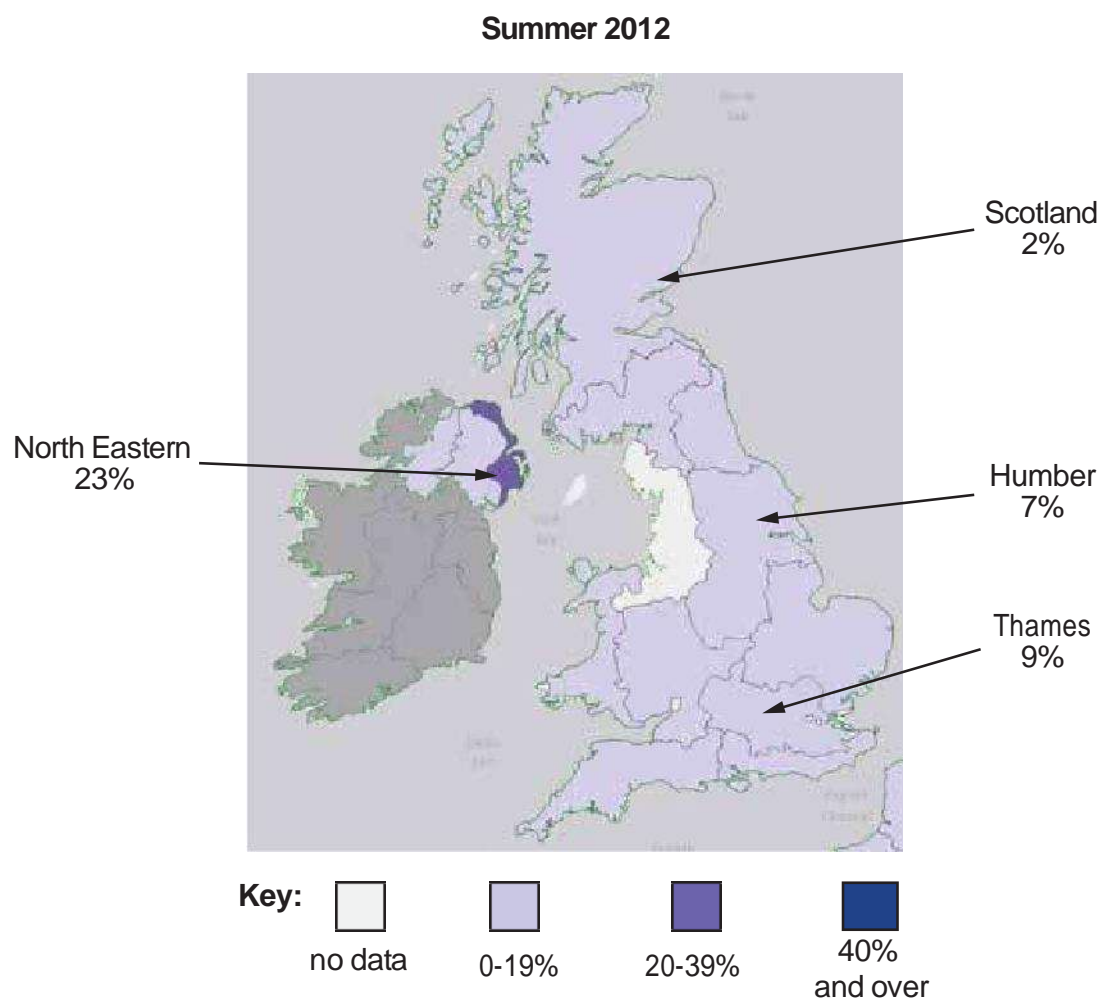 Summer 2012
Scotland
2%
North Eastern
23%
Humber
7%
Thames
9%
Key:
no data
0-19%
20-39%
40%
and over